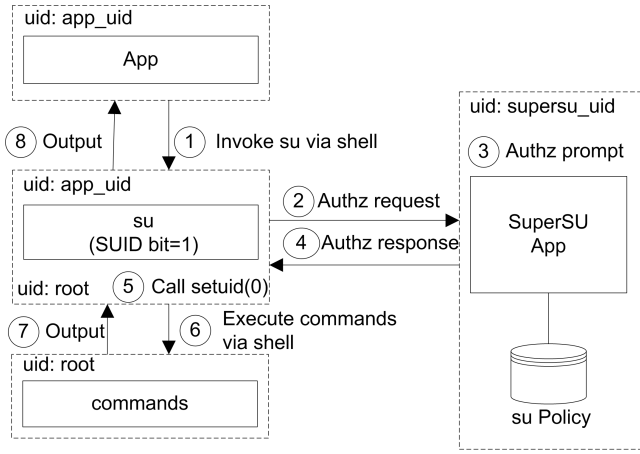 uid: app_uid
App
8 Output
1 Invoke su via shell
uid: app_uid
su
(SUID bit=1)
uid: root
5 Call setuid(0)
2 Authz request
4 Authz response
7 Output
6 Execute commands
via shell
uid: root
commands
uid: supersu_uid
3 Authz prompt
SuperSU
App
su Policy